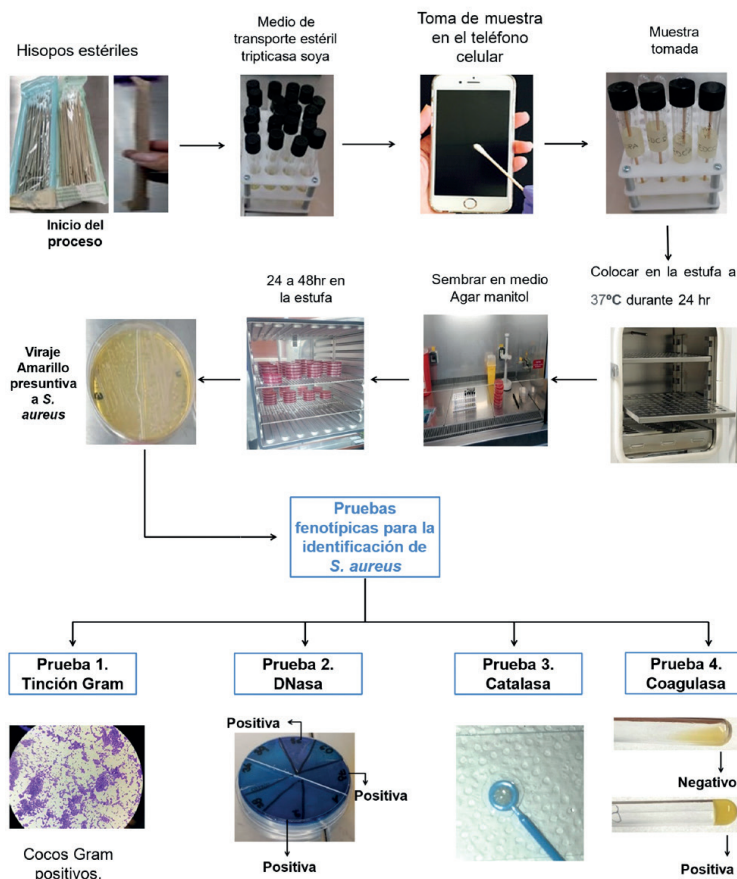 Hisopos estériles
Inicio del
proceso
Medio de
transporte estéril
tripticasa soya
Toma de muestra
en el teléfono
celular
Muestra
tomada
Colocar en la estufa a
37ºC durante 24 hr
Sembrar en medio
Agar manitol
24 a 48hr en
la estufa
Viraje
Amarillo
presuntiva
a S.
aureus
Pruebas
fenotípicas para la
identificación de
S. aureus
Prueba 1.
Tinción Gram
Cocos Gram
positivos.
Prueba 2.
DNasa
Positiva
Positiva
Positiva
Prueba 3.
Catalasa
Prueba 4.
Coagulasa
Negativo
Positiva